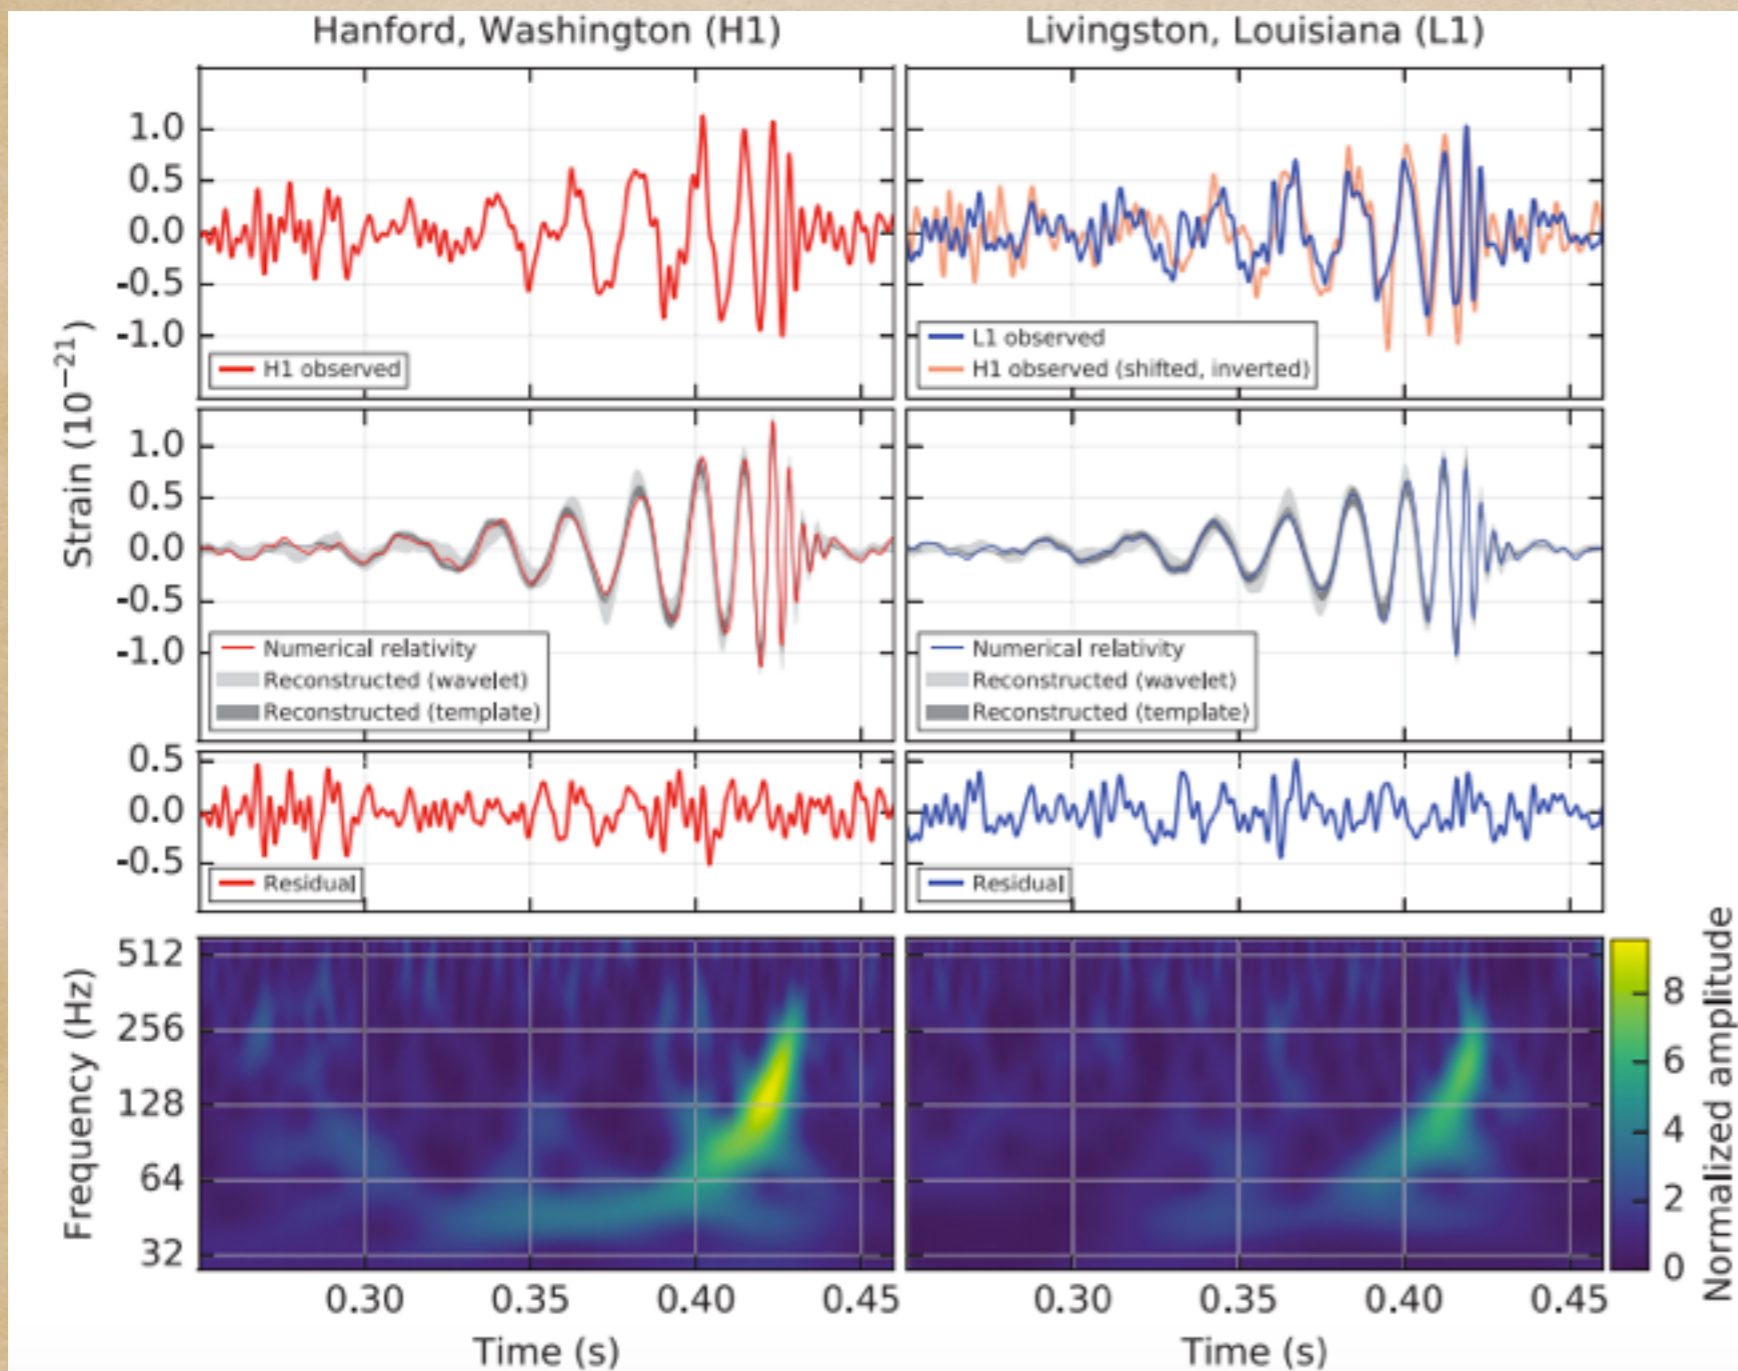 Hanford, Washington (H1)
Livingston, Louisiana (L1)
Strain (10⁻²¹)
1.0
0.5
0.0
-0.5
-1.0
H1 observed
L1 observed
H1 observed (shifted, inverted)
1.0
0.5
0.0
-0.5
-1.0
Numerical relativity
Reconstructed (wavelet)
Reconstructed (template)
Numerical relativity
Reconstructed (wavelet)
Reconstructed (template)
0.5
0.0
-0.5
Residual
Residual
Frequency (Hz)
512
256
128
64
32
Normalized amplitude
8
6
4
2
0
0.30 0.35 0.40 0.45
0.30 0.35 0.40 0.45
Time (s)
Time (s)